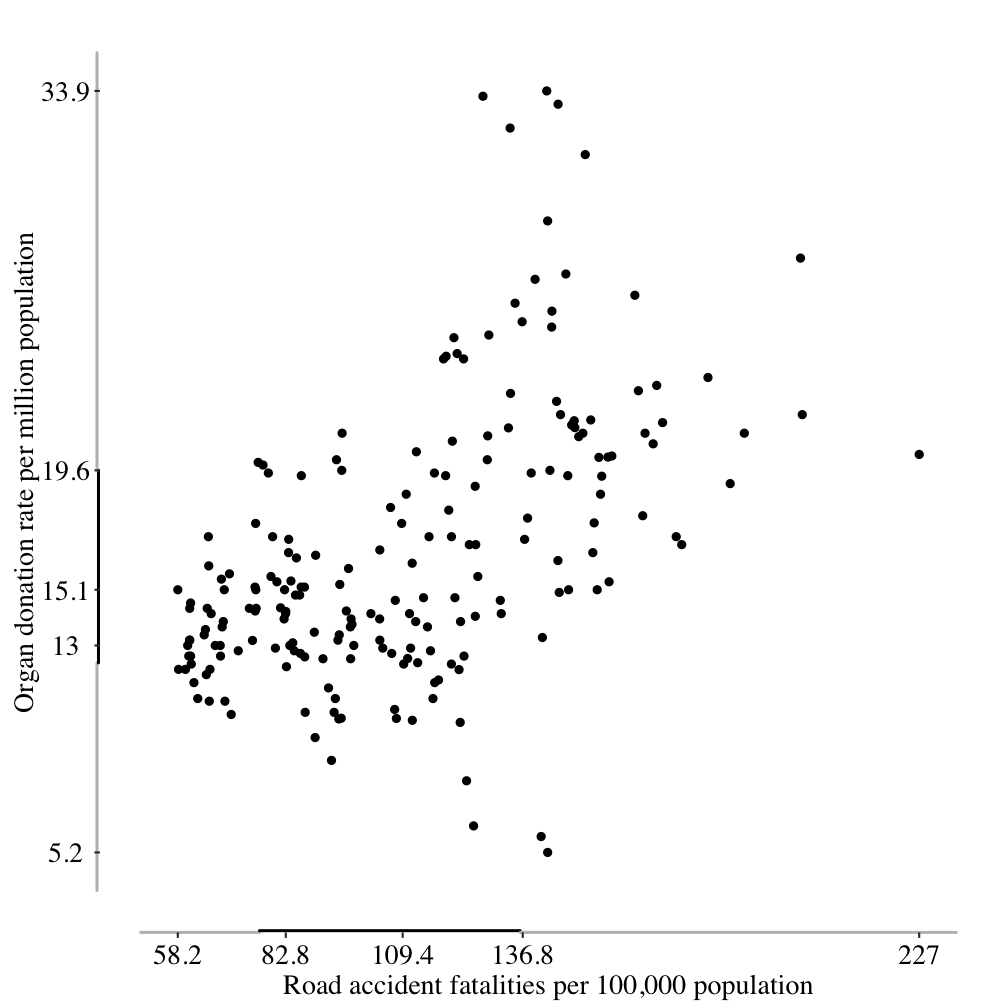 Organ donation rate per million population
33.9
19.6
15.1
13
5.2
58.2 82.8 109.4 136.8 227
Road accident fatalities per 100,000 population